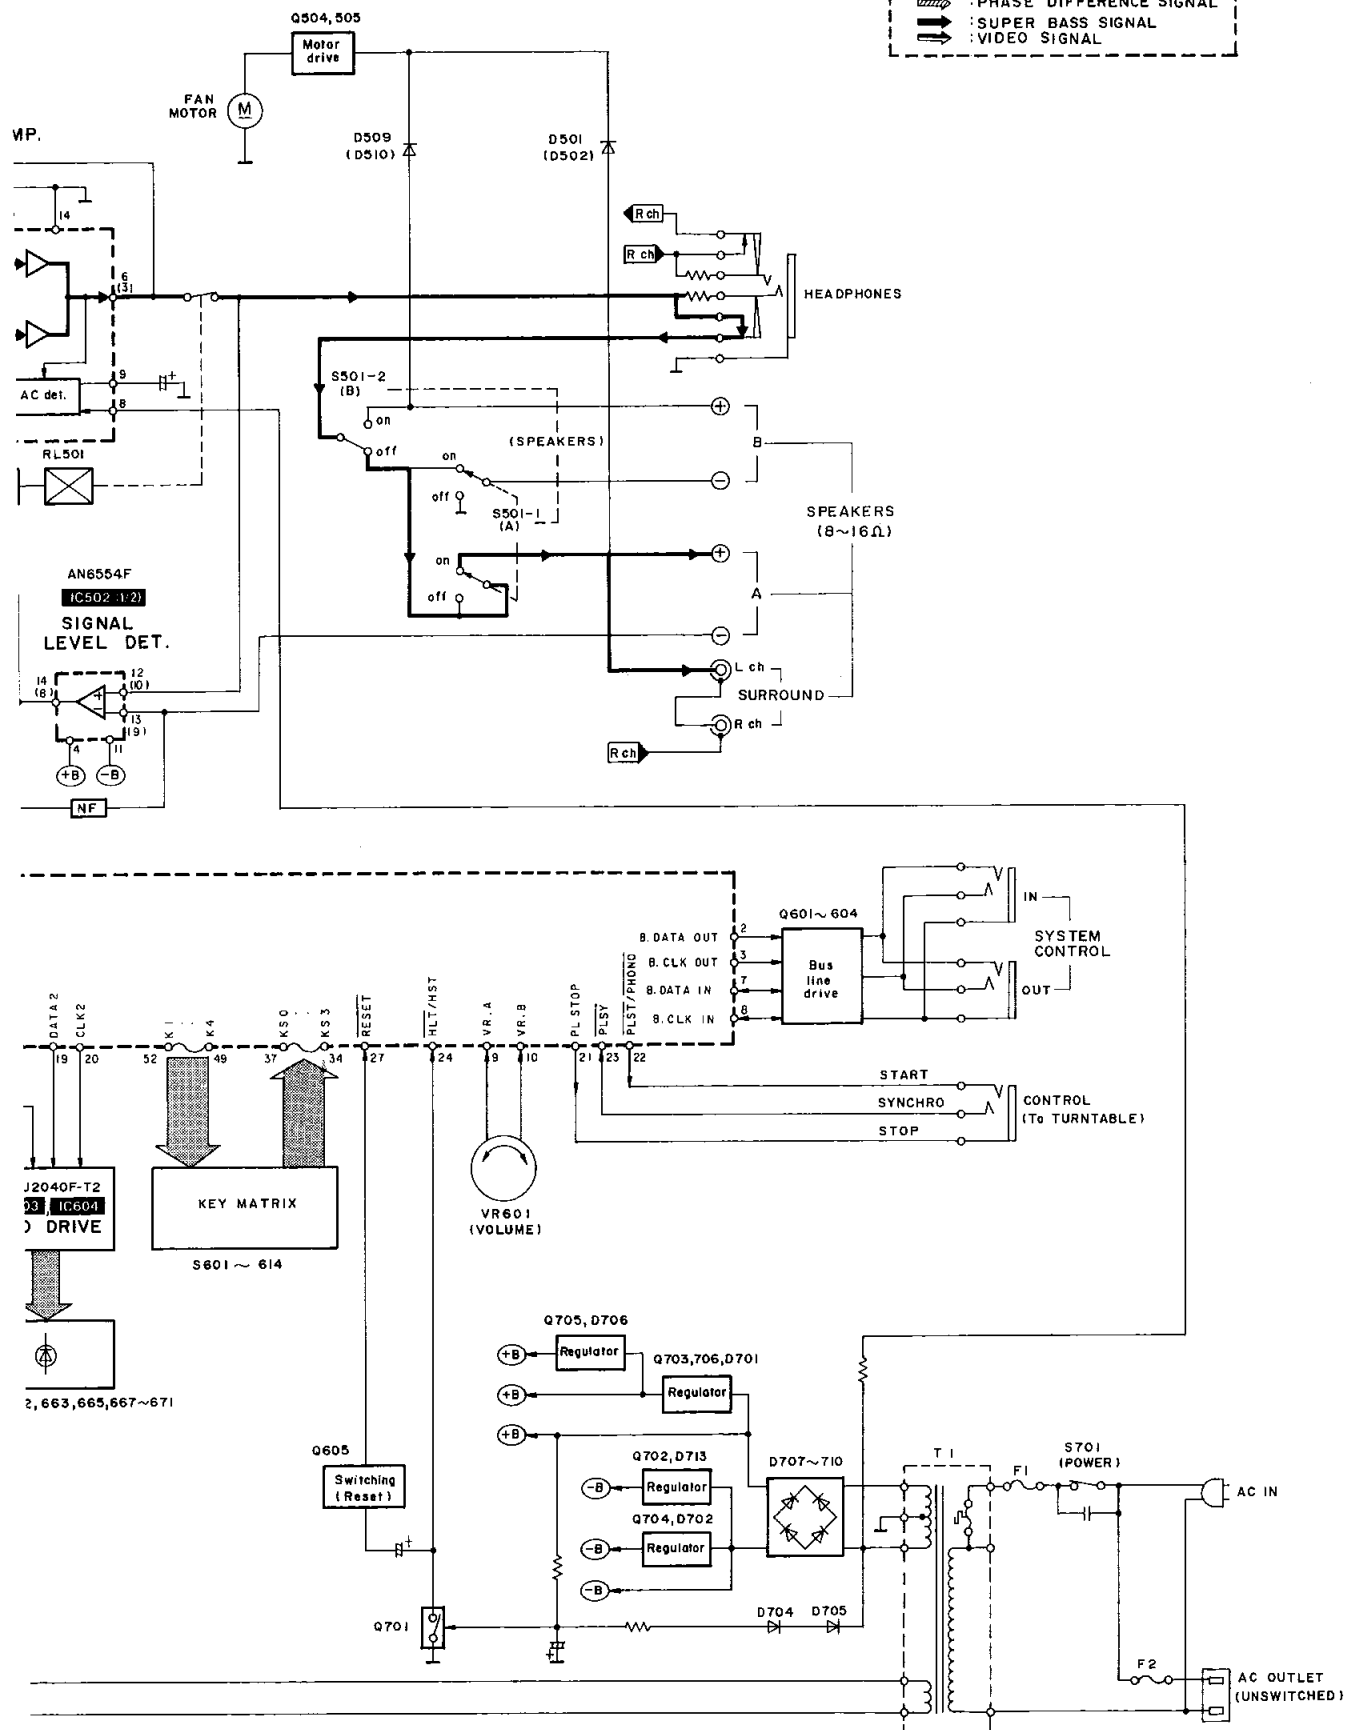 : PHASE DIFFERENCE SIGNAL
: SUPER BASS SIGNAL
: VIDEO SIGNAL
Q504, 505
Motor
drive
FAN
MOTOR
M
D509
(D510)
D501
(D502)
MP.
14
R ch
R ch
HEADPHONES
6
(3)
9
AC det.
8
S501-2
(B)
on
off
(SPEAKERS)
on
off
S501-1
(A)
+
B
−
RL501
SPEAKERS
(8~16Ω)
on
off
+
A
−
AN6554F
IC502 (1/2)
SIGNAL
LEVEL DET.
L ch
SURROUND
R ch
R ch
14
(8)
12
(10)
+
−
13
(9)
4
11
+B
-B
NF
Q601~604
B. DATA OUT
2
B. CLK OUT
3
B. DATA IN
7
B. CLK IN
8
Bus
line
drive
IN
SYSTEM
CONTROL
OUT
DATA2
CLK2
K1
K4
KS0
KS3
RESET
HLT/HST
VR.A
VR.B
PL STOP
PLSY
PLST/PHONO
19
20
52
49
37
34
27
24
9
10
21
23
22
START
SYNCHRO
STOP
CONTROL
(To TURNTABLE)
J2040F-T2
03, IC604
D DRIVE
KEY MATRIX
S601~614
VR601
(VOLUME)
2,663,665,667~671
Q705, D706
+B
Regulator
Q703,706,D701
+B
Regulator
+B
Q605
Switching
(Reset)
Q702, D713
-B
Regulator
Q704, D702
-B
Regulator
-B
D707~710
T1
F1
S701
(POWER)
AC IN
Q701
D704
D705
F2
AC OUTLET
(UNSWITCHED)